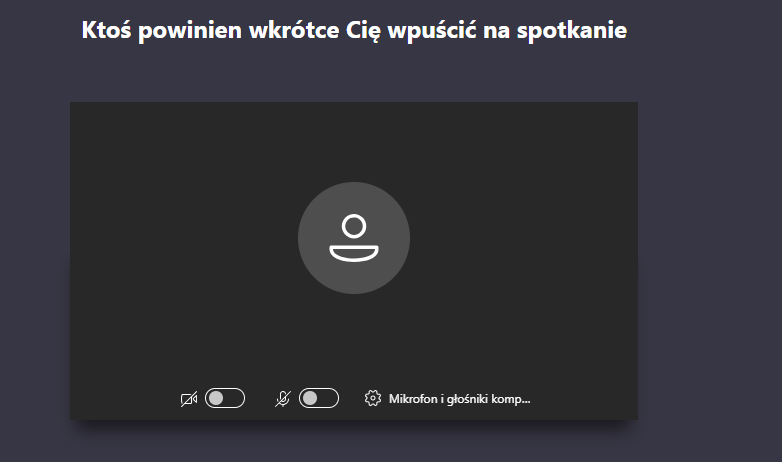 Ktoś powinien wkrótce Cię wpuścić na spotkanie
Mikrofon i głośniki komp...